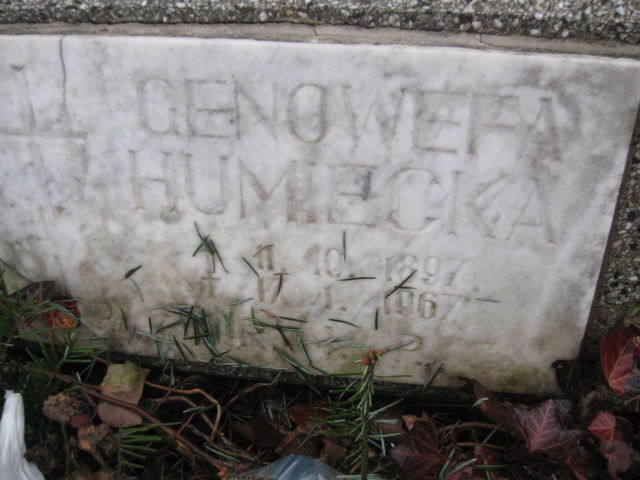 GENOWEFA
HUMIECKA
* 11. 10. 1897
† 17. 1. 1967